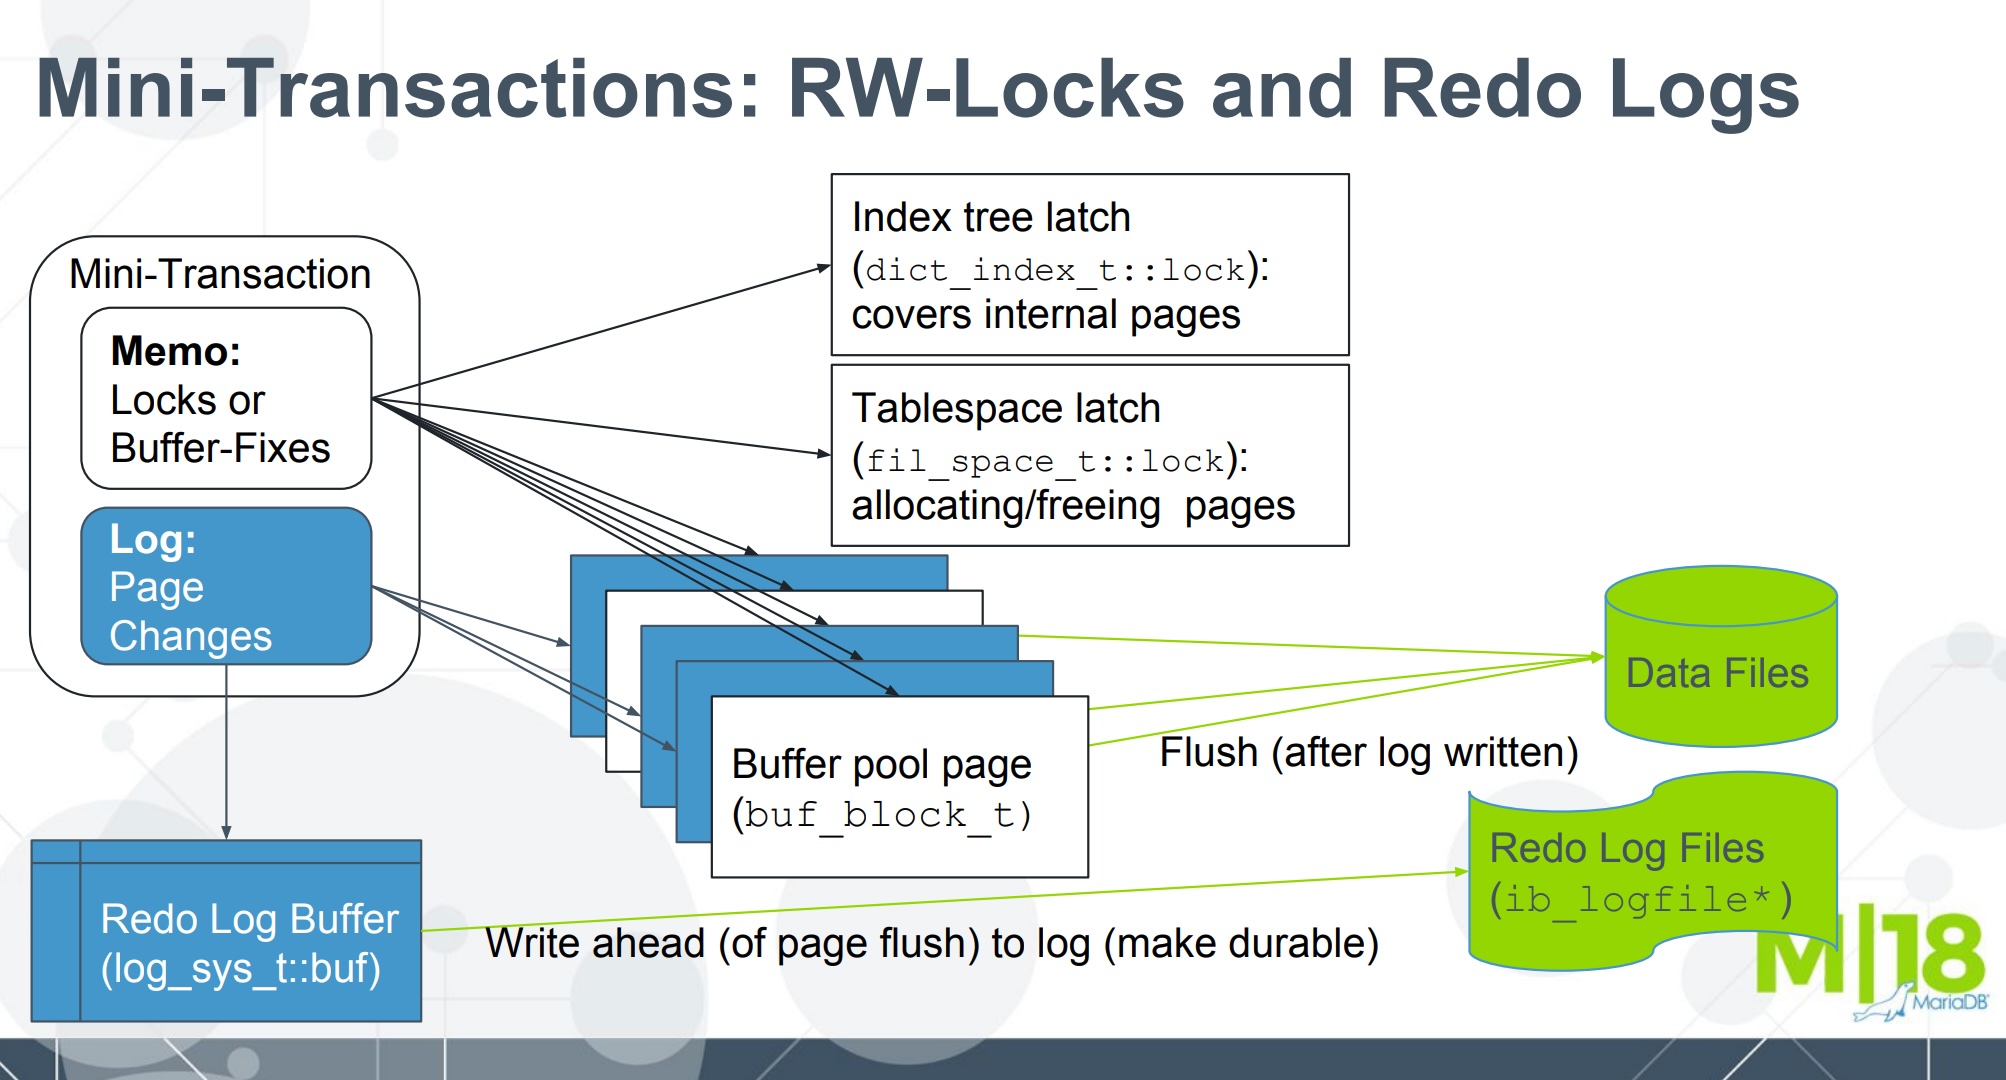 Mini-Transactions: RW-Locks and Redo Logs
Mini-Transaction
Memo:
Locks or
Buffer-Fixes
Log:
Page
Changes
Redo Log Buffer
(log_sys_t::buf)
Index tree latch
(dict_index_t::lock):
covers internal pages
Tablespace latch
(fil_space_t::lock):
allocating/freeing  pages
Buffer pool page
(buf_block_t)
Data Files
Flush (after log written)
Redo Log Files
(ib_logfile*)
Write ahead (of page flush) to log (make durable)
M|18
MariaDB